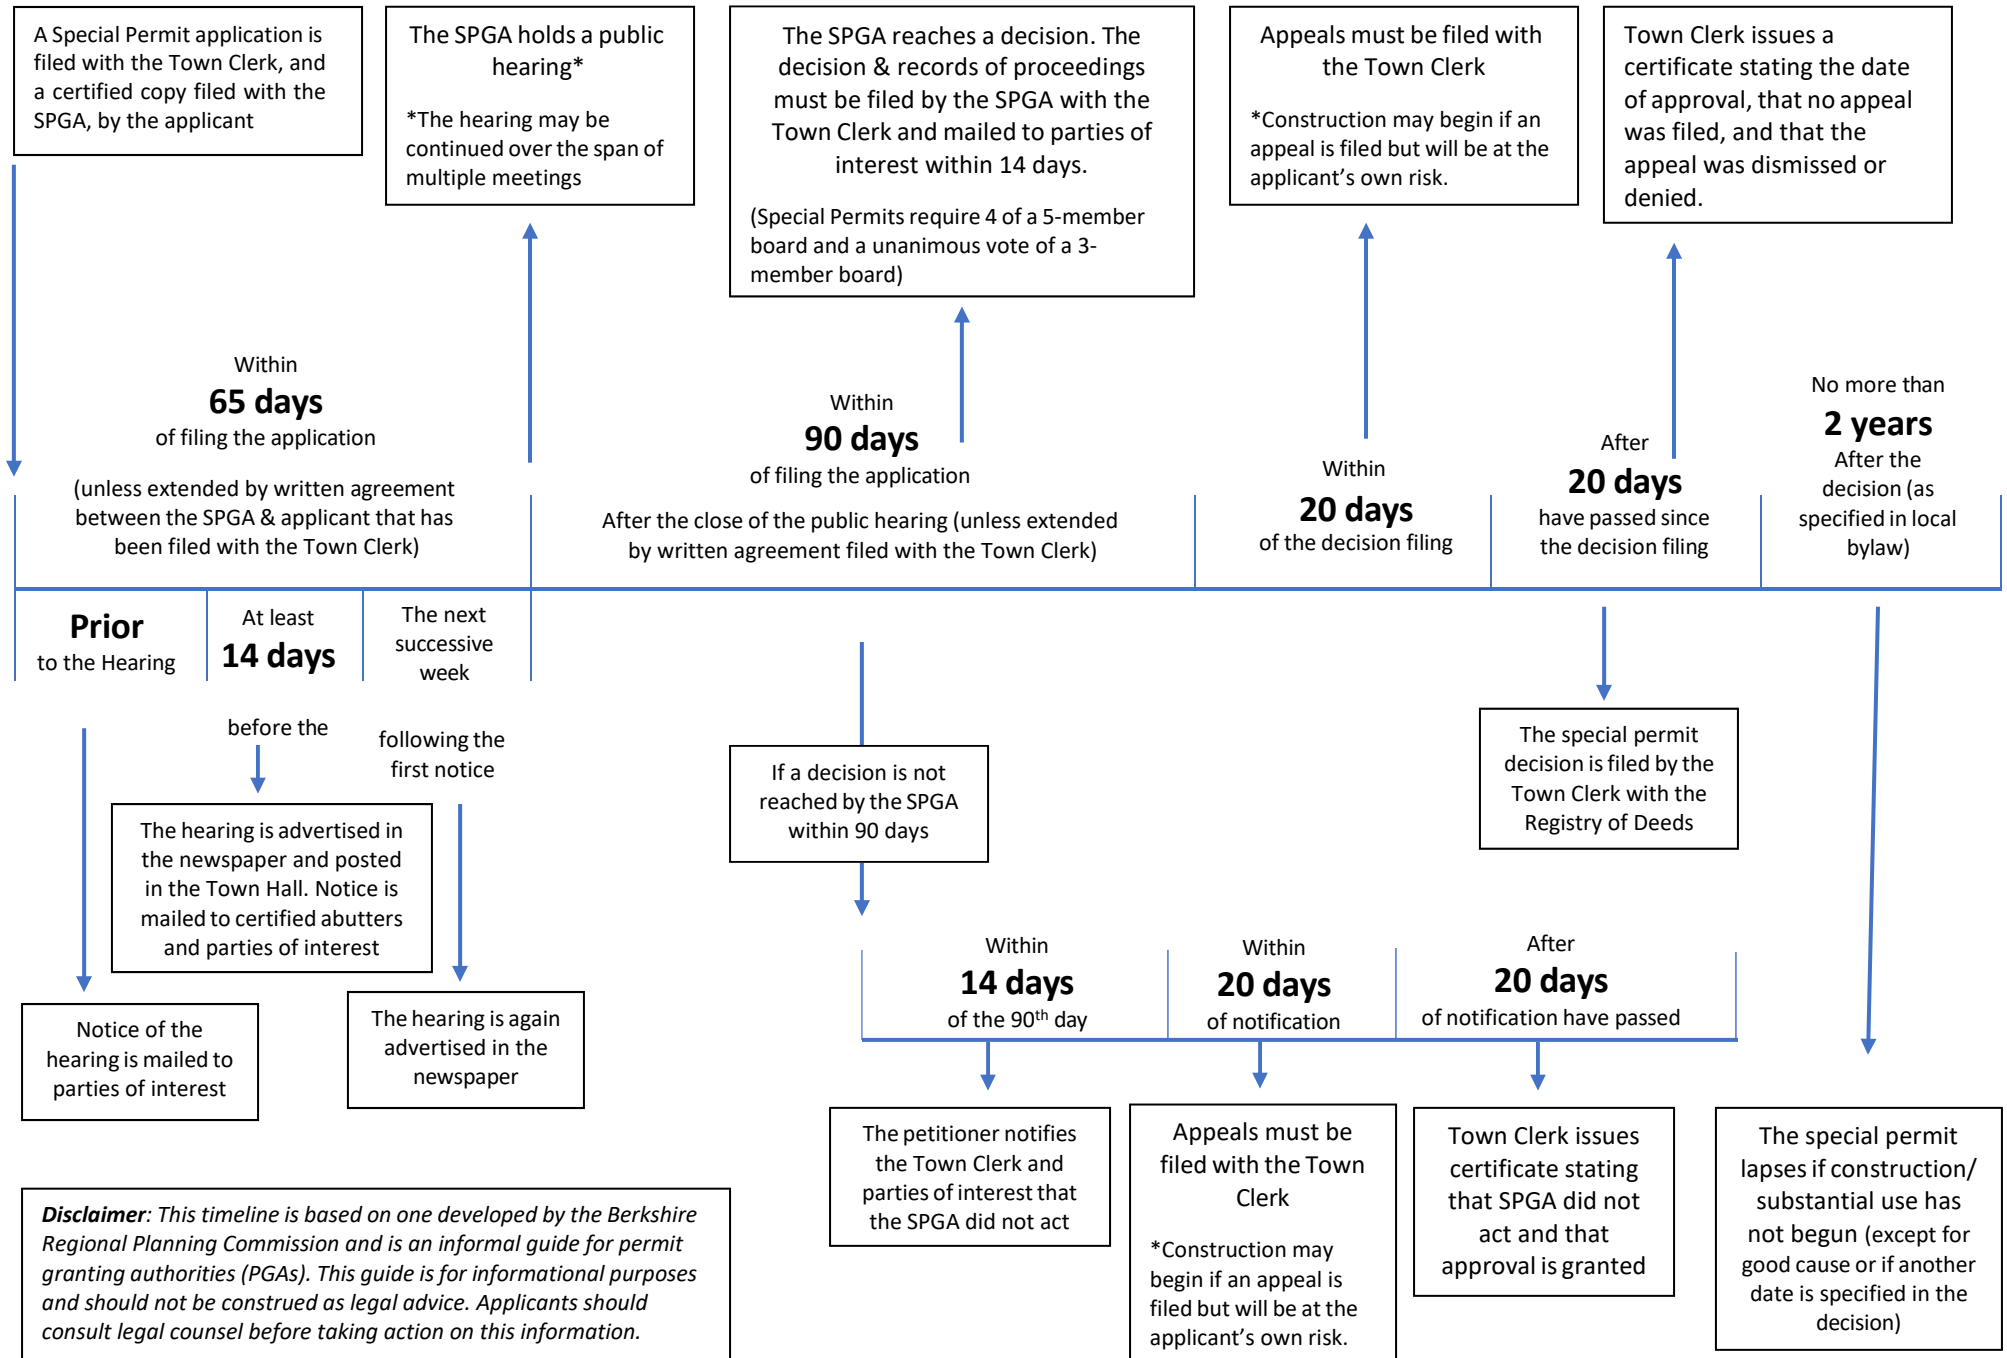 A Special Permit application is
filed with the Town Clerk, and
a certified copy filed with the
SPGA, by the applicant
The SPGA holds a public
hearing*
*The hearing may be
continued over the span of
multiple meetings
The SPGA reaches a decision. The
decision & records of proceedings
must be filed by the SPGA with the
Town Clerk and mailed to parties of
interest within 14 days.
(Special Permits require 4 of a 5-member
board and a unanimous vote of a 3-
member board)
Appeals must be filed with
the Town Clerk
*Construction may begin if an
appeal is filed but will be at the
applicant's own risk.
Town Clerk issues a
certificate stating the date
of approval, that no appeal
was filed, and that the
appeal was dismissed or
denied.
Within
65 days
of filing the application
(unless extended by written agreement
between the SPGA & applicant that has
been filed with the Town Clerk)
Within
90 days
of filing the application
After the close of the public hearing (unless extended
by written agreement filed with the Town Clerk)
Within
20 days
of the decision filing
After
20 days
have passed since
the decision filing
No more than
2 years
After the
decision (as
specified in local
bylaw)
Prior
to the Hearing
At least
14 days
before the
The next
successive
week
following the
first notice
The hearing is advertised in
the newspaper and posted
in the Town Hall. Notice is
mailed to certified abutters
and parties of interest
Notice of the
hearing is mailed to
parties of interest
The hearing is again
advertised in the
newspaper
If a decision is not
reached by the SPGA
within 90 days
The special permit
decision is filed by the
Town Clerk with the
Registry of Deeds
Within
14 days
of the 90th day
Within
20 days
of notification
After
20 days
of notification have passed
The petitioner notifies
the Town Clerk and
parties of interest that
the SPGA did not act
Appeals must be
filed with the Town
Clerk
*Construction may
begin if an appeal is
filed but will be at the
applicant's own risk.
Town Clerk issues
certificate stating
that SPGA did not
act and that
approval is granted
The special permit
lapses if construction/
substantial use has
not begun (except for
good cause or if another
date is specified in the
decision)
Disclaimer: This timeline is based on one developed by the Berkshire
Regional Planning Commission and is an informal guide for permit
granting authorities (PGAs). This guide is for informational purposes
and should not be construed as legal advice. Applicants should
consult legal counsel before taking action on this information.